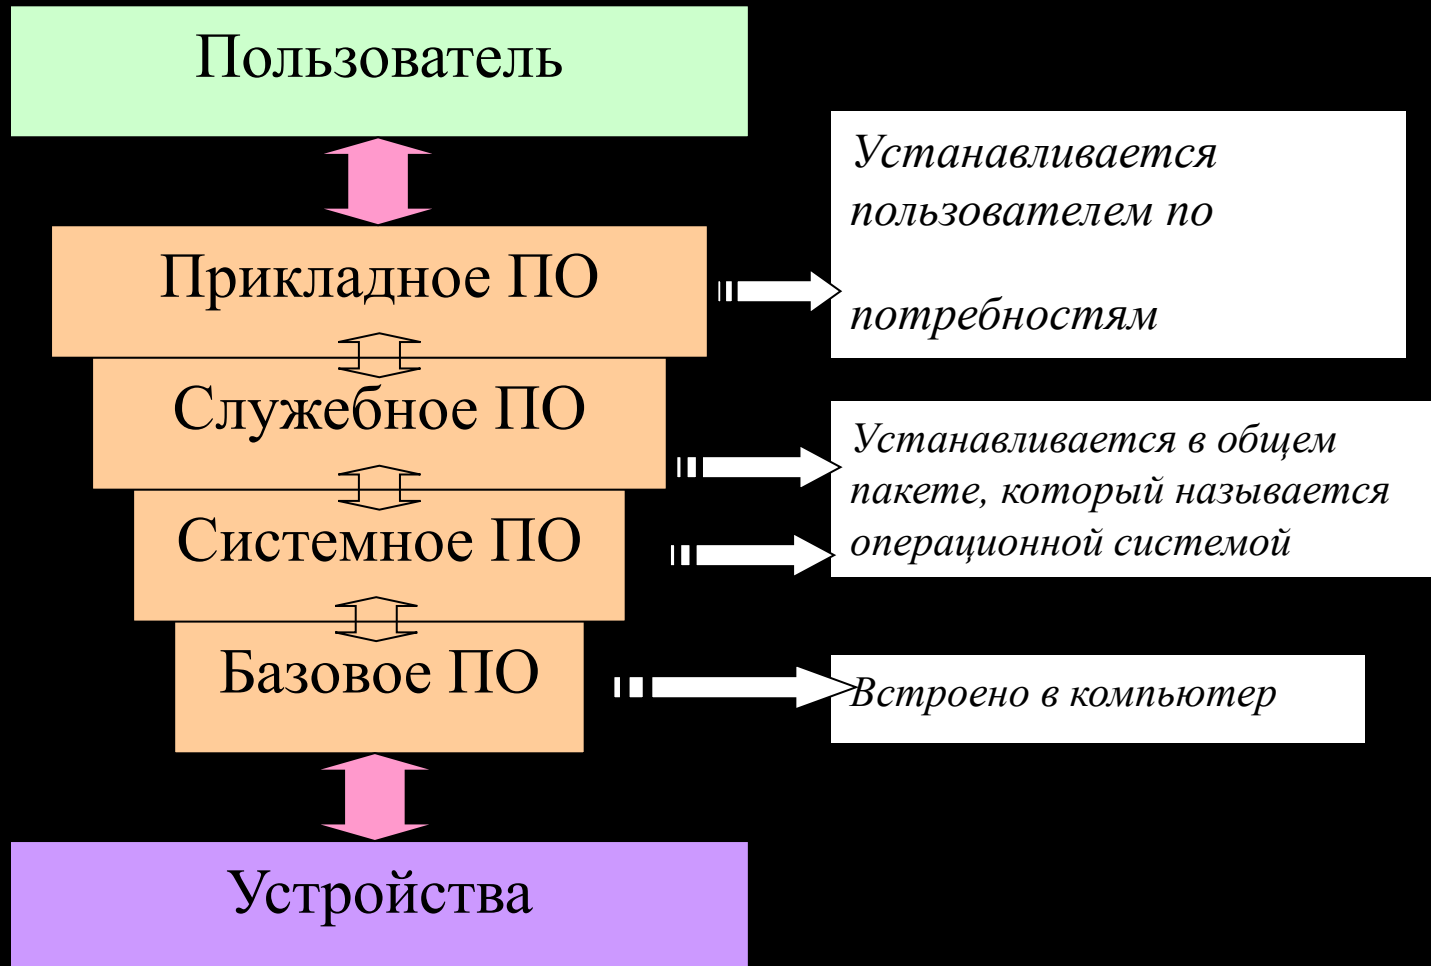 Пользователь
Прикладное ПО
Устанавливается
пользователем по
потребностям
Служебное ПО
Системное ПО
Устанавливается в общем
пакете, который называется
операционной системой
Базовое ПО
Встроено в компьютер
Устройства